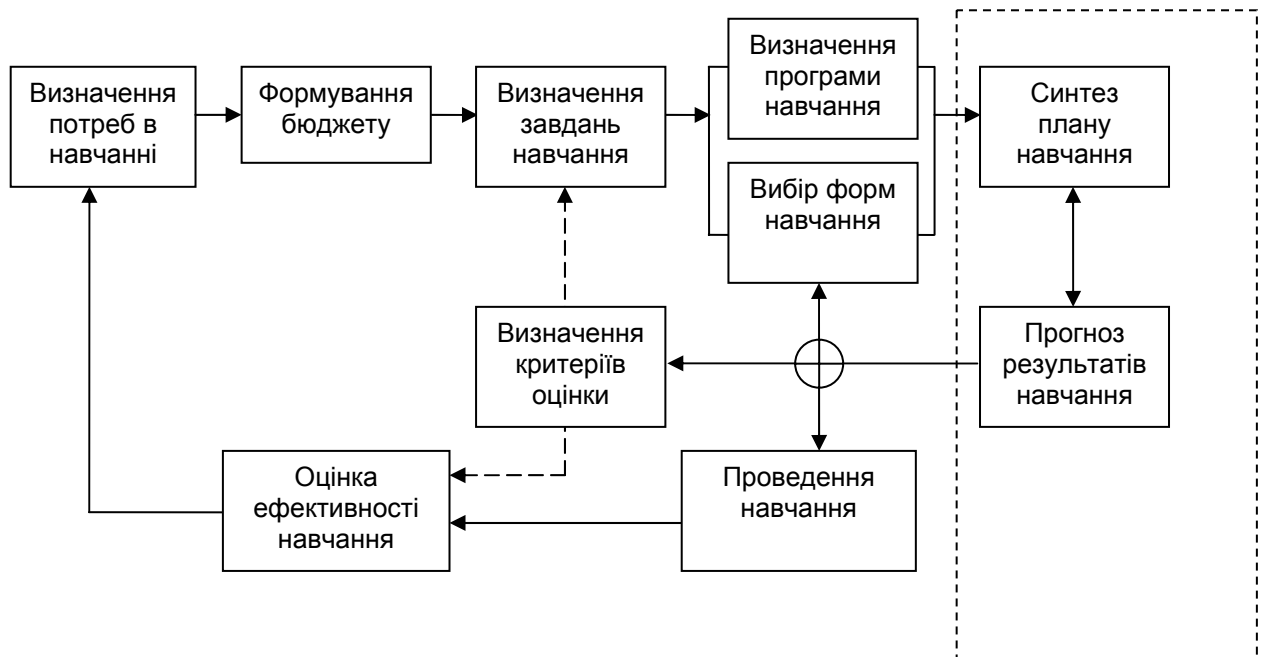 Визначення
потреб в
навчанні
Формування
бюджету
Визначення
завдань
навчання
Визначення
програми
навчання
Вибір форм
навчання
Синтез
плану
навчання
Визначення
критеріїв
оцінки
Прогноз
результатів
навчання
Оцінка
ефективності
навчання
Проведення
навчання